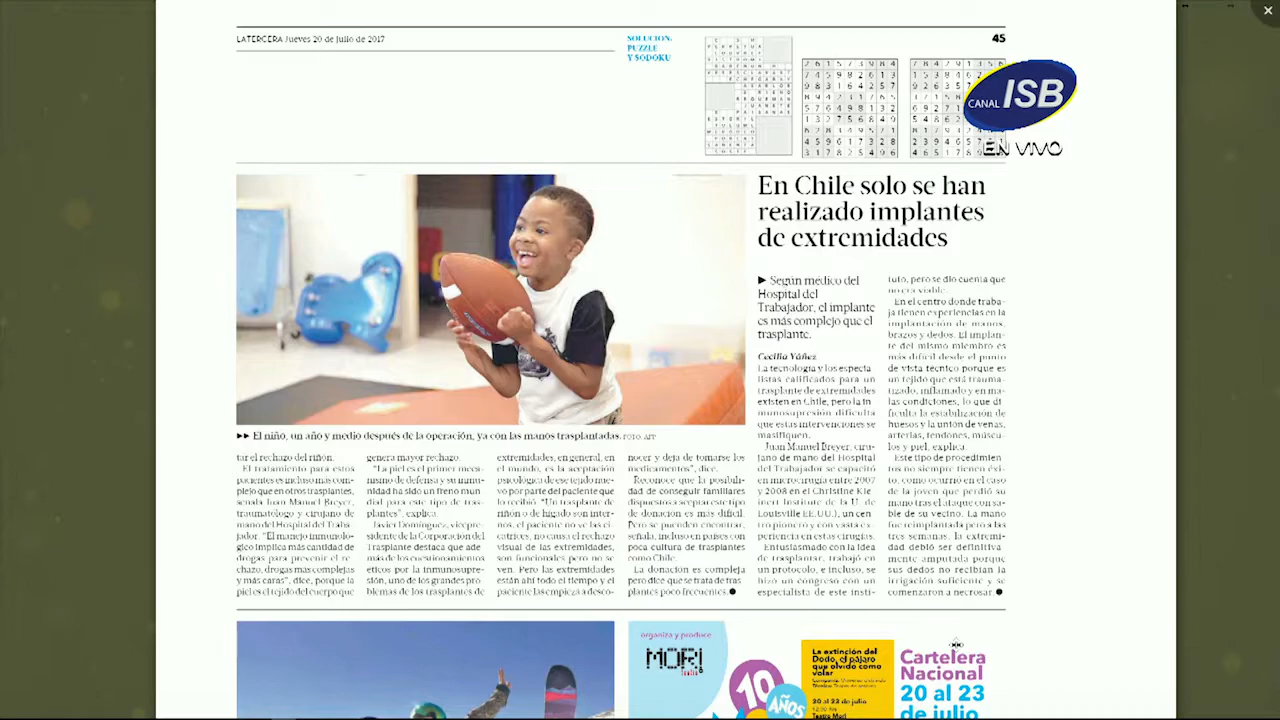 LATERCERA Jueves 20 de julio de 2017
SOLUCION:
PUZZLE
Y SODOKU
45
CANAL ISB
EN VIVO
En Chile solo se han
realizado implantes
de extremidades
▶ Según médico del
Hospital del
Trabajador, el implante
es más complejo que el
trasplante.
Cecilia Yáñez
La tecnología y los especia
listas calificados para un
trasplante de extremidades
existen en Chile, pero la in
munosupresión dificulta
que estas intervenciones se
masifiquen.
Juan Manuel Breyer, ciru-
jano de mano del Hospital
del Trabajador se capacitó
en microcirugía entre 2007
y 2008 en el Christine Kle
inert Institute de la U. de
Louisville EE.UU.), un cen
tro pionero y con vasta ex
periencia en estas cirugías.
Entusiasmado con la idea
de trasplantar, trabajó en
un protocolo, e incluso, se
hizo un congreso con un
especialista de este insti-
tuto, pero se dio cuenta que
no era viable.
En el centro donde traba-
ja tienen experiencias en la
implantación de manos,
brazos y dedos. El implan-
te del mismo miembro es
más difícil desde el punto
de vista técnico porque es
un tejido que está trauma-
tizado, inflamado y en ma-
las condiciones, lo que di
ficulta la estabilización de
huesos y la unión de venas,
arterias, tendones, múscu-
los y piel, explica.
Este tipo de procedimien-
tos no siempre tienen éxi-
to, como ocurrió en el caso
de la joven que perdió su
mano tras el ataque con sa-
ble de su vecino. La mano
fue reimplantada pero a las
tres semanas, la extremi-
dad debió ser definitiva
mente amputada porque
sus dedos no recibían la
irrigación suficiente y se
comenzaron a necrosar. ●
▶▶ El niño, un año y medio después de la operación, ya con las manos trasplantadas. FOTO: AFP
tar el rechazo del riñón.
El tratamiento para estos
pacientes es incluso más com-
plejo que en otros trasplantes,
señala Juan Manuel Breyer,
traumatólogo y cirujano de
mano del Hospital del Traba-
jador. "El manejo inmunoló-
gico implica más cantidad de
drogas para prevenir el re-
chazo, drogas más complejas
y más caras", dice, porque la
piel es el tejido del cuerpo que
genera mayor rechazo.
"La piel es el primer meca-
nismo de defensa y su inmu-
nidad ha sido un freno mun
dial para este tipo de tras-
plantes", explica.
Javier Domínguez, vicepre-
sidente de la Corporación del
Trasplante destaca que ade
más de los cuestionamientos
éticos por la inmunosupre-
sión, uno de los grandes pro
blemas de los trasplantes de
extremidades, en general, en
el mundo, es la aceptación
psicológica de ese tejido nue-
vo por parte del paciente que
la recibió. "Un trasplante de
riñón o de hígado son inter-
nos, el paciente no ve las ci-
catrices, no causa el rechazo
visual de las extremidades,
son funcionales pero no se
ven. Pero las extremidades
están ahí todo el tiempo y el
paciente las empieza a desco-
nocer y deja de tomarse los
medicamentos", dice.
Reconoce que la posibili-
dad de conseguir familiares
dispuestos a aceptar este tipo
de donación es más difícil.
Pero se pueden encontrar,
señala, incluso en países con
poca cultura de trasplantes
como Chile.
La donación es compleja
pero dice que se trata de tras
plantes poco frecuentes. ●
organiza y produce
MORI
teatro
10
AÑOS
La extinción del
Dodo, el pájaro
que olvidó como
volar
20 al 23 de julio
Teatro Mori
Cartelera
Nacional
20 al 23
de julio